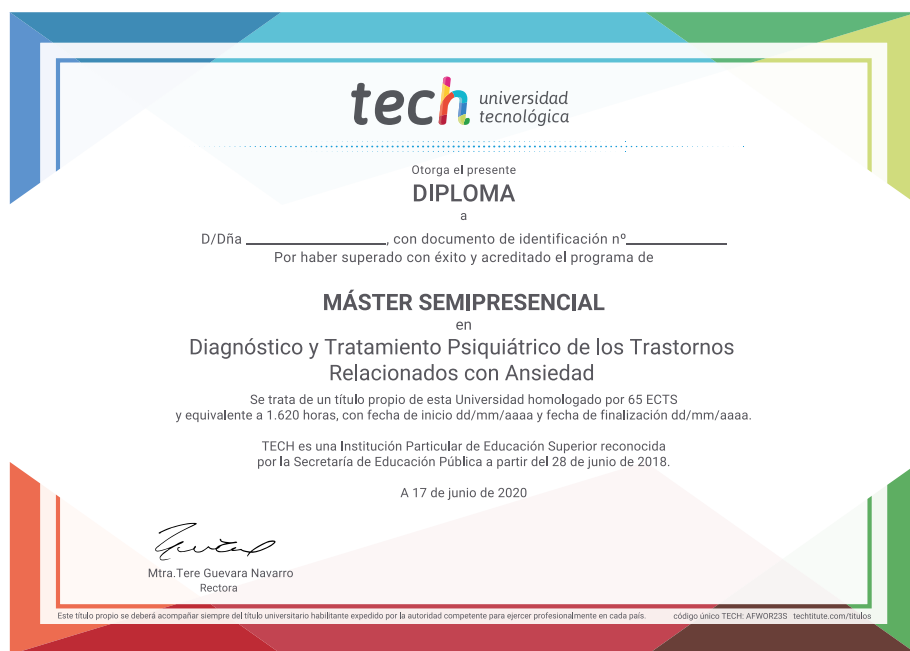 tech universidad
tecnológica
Otorga el presente
DIPLOMA
a
D/Dña ________________, con documento de identificación nº____________
Por haber superado con éxito y acreditado el programa de
MÁSTER SEMIPRESENCIAL
en
Diagnóstico y Tratamiento Psiquiátrico de los Trastornos
Relacionados con Ansiedad
Se trata de un título propio de esta Universidad homologado por 65 ECTS
y equivalente a 1.620 horas, con fecha de inicio dd/mm/aaaa y fecha de finalización dd/mm/aaaa.
TECH es una Institución Particular de Educación Superior reconocida
por la Secretaría de Educación Pública a partir del 28 de junio de 2018.
A 17 de junio de 2020
Mtra.Tere Guevara Navarro
Rectora
Este título propio se deberá acompañar siempre del título universitario habilitante expedido por la autoridad competente para ejercer profesionalmente en cada país. código único TECH: AFWOR23S techtitute.com/titulos